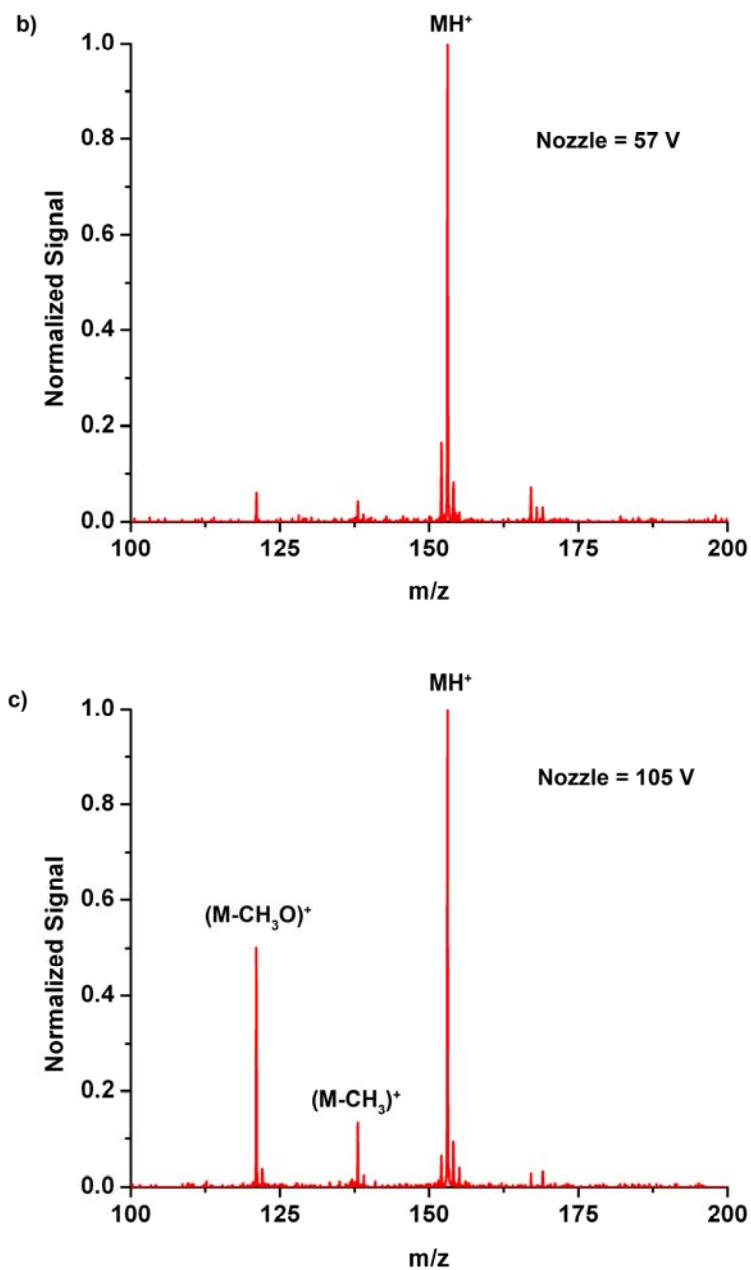 b)
MH⁺
Nozzle = 57 V
1.0
0.8
0.6
0.4
0.2
0.0
Normalized Signal
100 125 150 175 200
m/z
c)
MH⁺
Nozzle = 105 V
(M-CH₃O)⁺
(M-CH₃)⁺
1.0
0.8
0.6
0.4
0.2
0.0
Normalized Signal
100 125 150 175 200
m/z